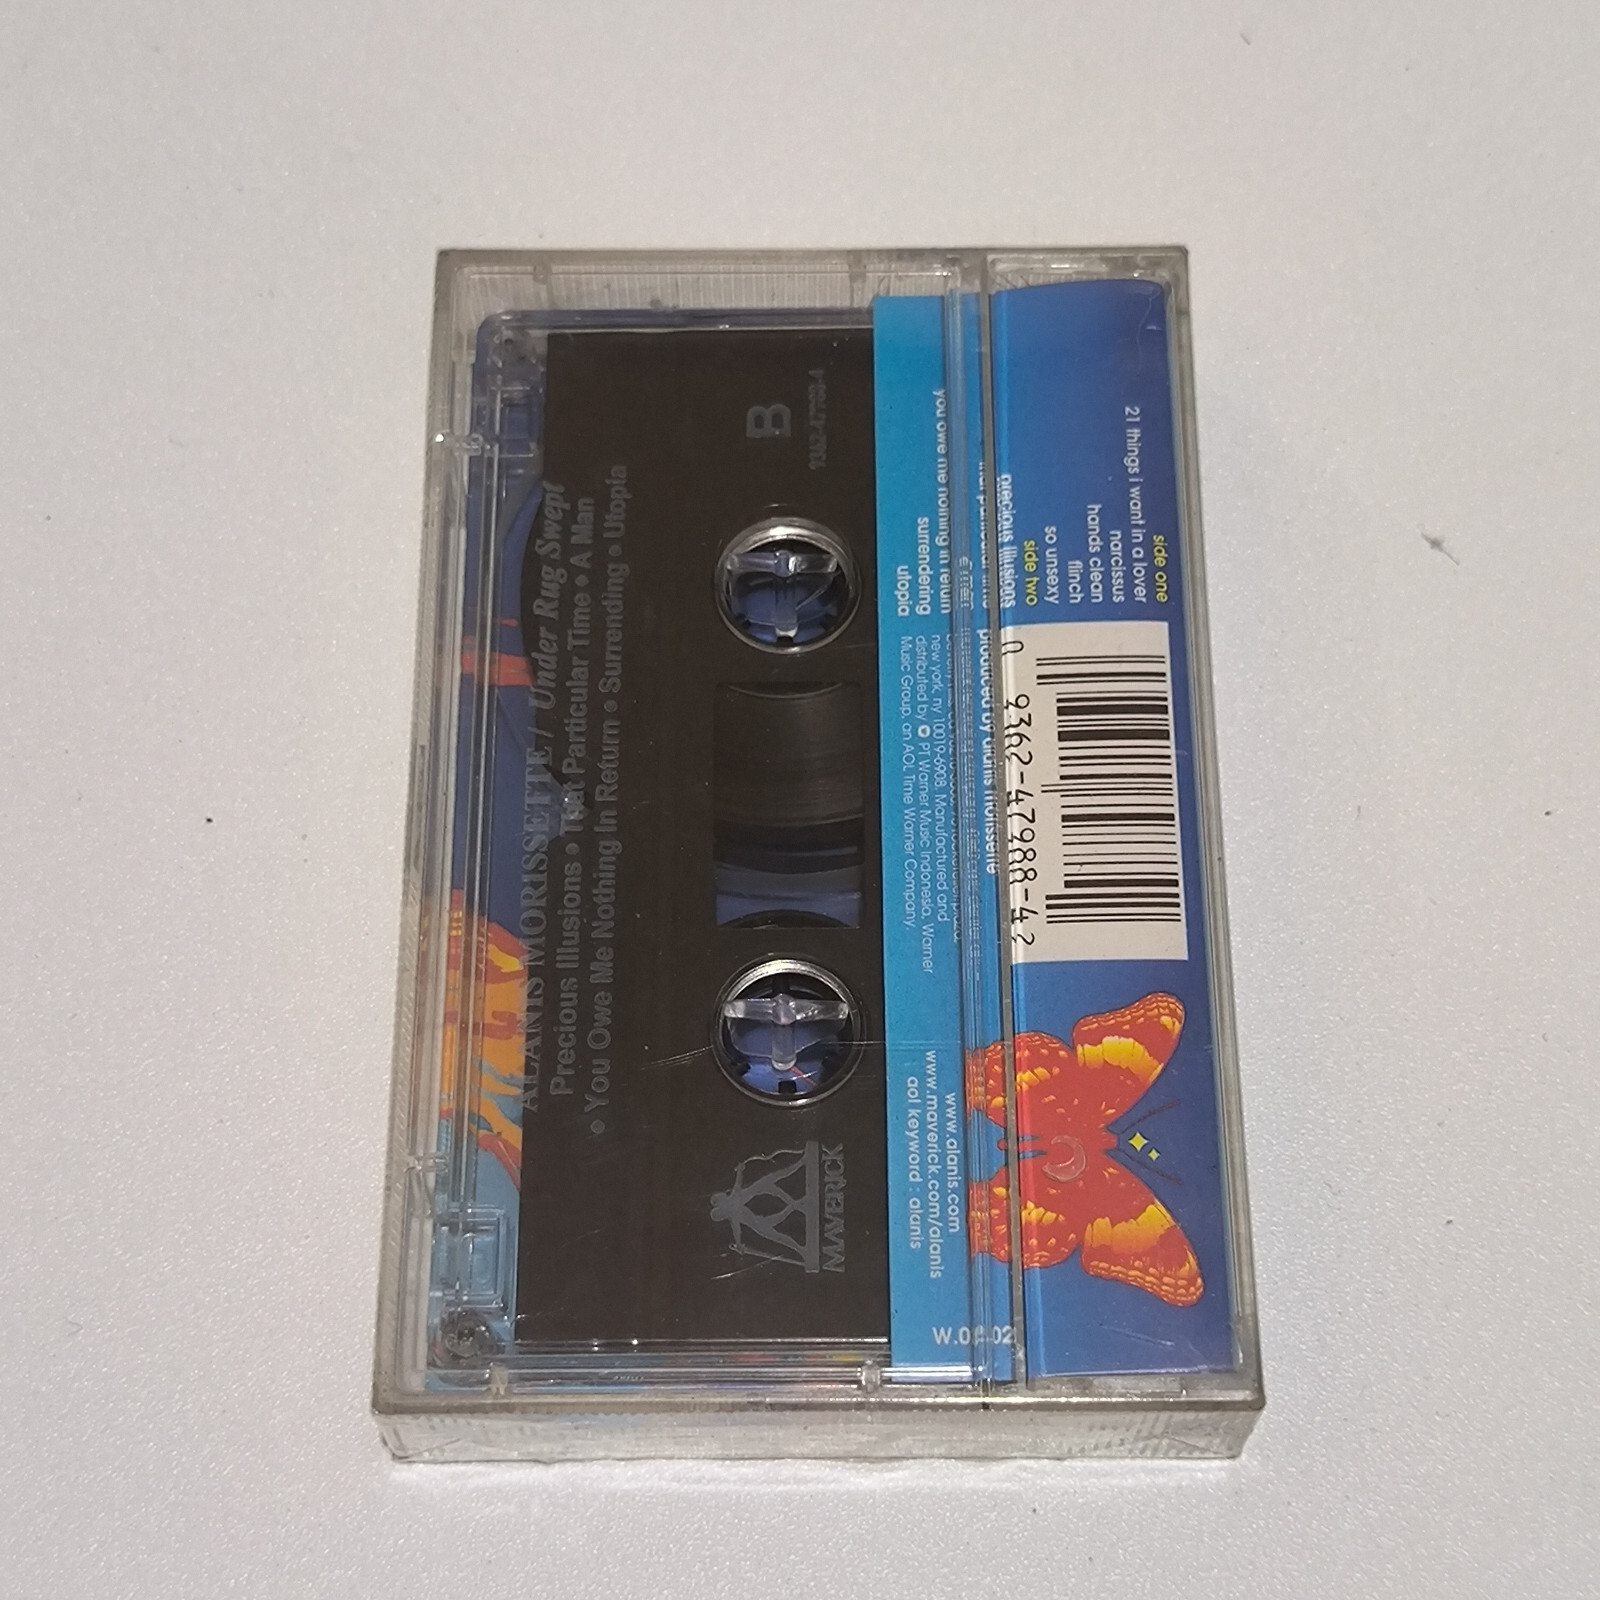 side one
21 things i want in a lover
narcissus
hands clean
flinch
so unsexy
side two
precious illusions
that particular time
a man
you owe me nothing in return
surrendering
utopia
produced by alanis morissette
new york, ny 10019-6908. Manufactured and
distributed by PT Warner Music Indonesia, Warner
Music Group, an AOL Time Warner Company.
0 9362-47988-4 2
www.alanis.com
www.maverick.com/alanis
aol keyword : alanis
B
MAVERICK
ALANIS MORISSETTE / Under Rug Swept
Precious Illusions • That Particular Time • A Man
• You Owe Me Nothing In Return • Surrending • Utopia